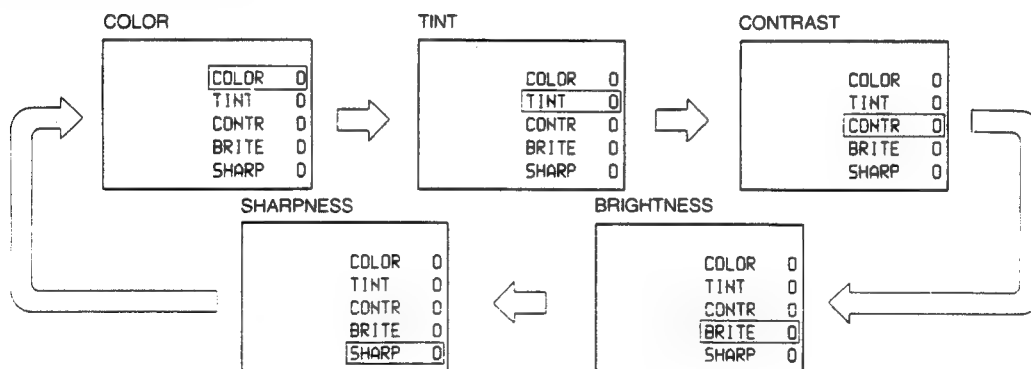 COLOR
COLOR 0
TINT 0
CONTR 0
BRITE 0
SHARP 0
TINT
COLOR 0
TINT 0
CONTR 0
BRITE 0
SHARP 0
CONTRAST
COLOR 0
TINT 0
CONTR 0
BRITE 0
SHARP 0
SHARPNESS
COLOR 0
TINT 0
CONTR 0
BRITE 0
SHARP 0
BRIGHTNESS
COLOR 0
TINT 0
CONTR 0
BRITE 0
SHARP 0